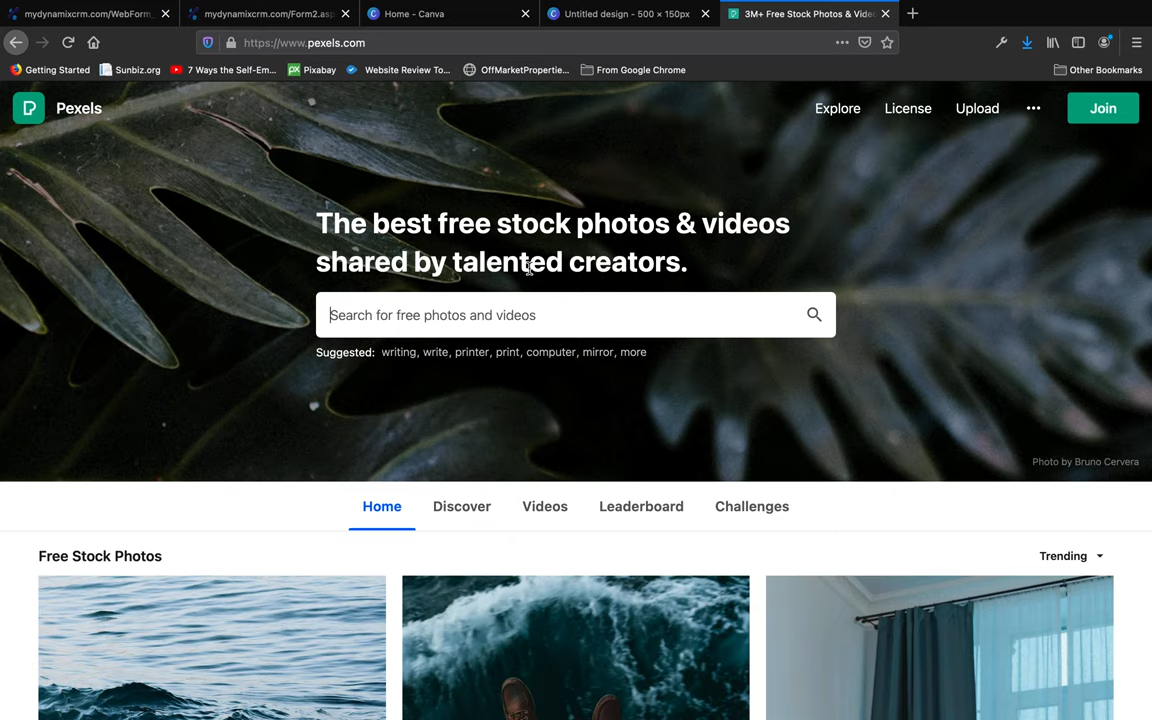 mydynamixcrm.com/WebForm_
mydynamixcrm.com/Form2.asp
Home - Canva
Untitled design - 500 × 150px
3M+ Free Stock Photos & Video
https://www.pexels.com
Getting Started
Sunbiz.org
7 Ways the Self-Em...
Pixabay
Website Review To...
OffMarketPropertie...
From Google Chrome
Other Bookmarks
Pexels
Explore
License
Upload
Join
The best free stock photos & videos
shared by talented creators.
Search for free photos and videos
Suggested: writing, write, printer, print, computer, mirror, more
Photo by Bruno Cervera
Home
Discover
Videos
Leaderboard
Challenges
Free Stock Photos
Trending